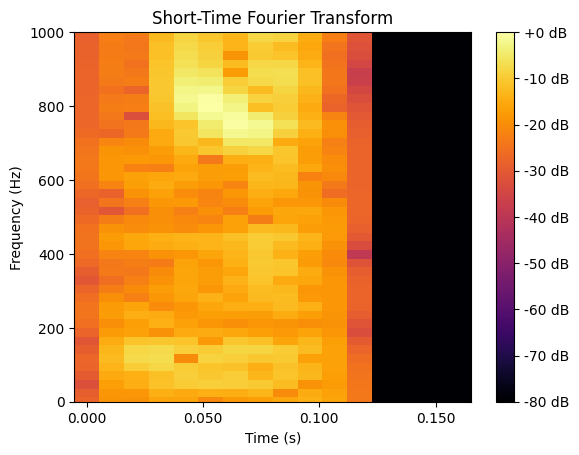 Short-Time Fourier Transform
Frequency (Hz)
1000
800
600
400
200
0
0.000
0.050
0.100
0.150
Time (s)
+0 dB
-10 dB
-20 dB
-30 dB
-40 dB
-50 dB
-60 dB
-70 dB
-80 dB